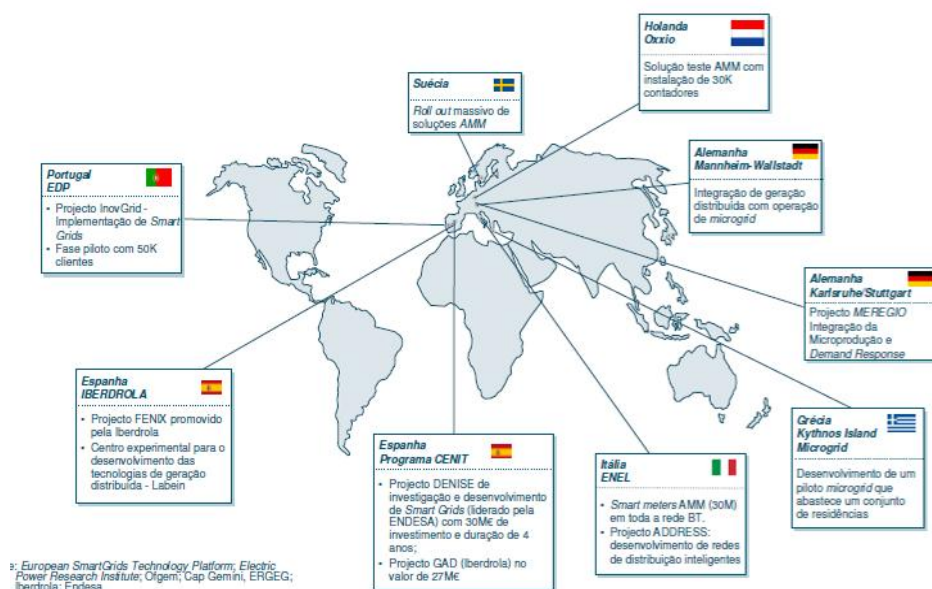 Holanda
Oxxio
Solução teste AMM com
instalação de 30K
contadores
Suécia
Roll out massivo de
soluções AMM
Alemanha
Mannheim-Wallstadt
Integração de geração
distribuída com operação
de microgrid
Portugal
EDP
• Projecto InovGrid -
Implementação de Smart
Grids
• Fase piloto com 50K
clientes
Alemanha
Karlsruhe/Stuttgart
Projecto MEREGIO
Integração da
Microprodução e
Demand Response
Espanha
IBERDROLA
• Projecto FENIX promovido
pela Iberdrola
• Centro experimental para o
desenvolvimento das
tecnologias de geração
distribuída - Labein
Espanha
Programa CENIT
• Projecto DENISE de
investigação e desenvolvimento
de Smart Grids (liderado pela
ENDESA) com 30M€ de
investimento e duração de 4
anos;
• Projecto GAD (Iberdrola) no
valor de 27M€
Itália
ENEL
• Smart meters AMM (30M)
em toda a rede BT.
• Projecto ADDRESS:
desenvolvimento de redes
de distribuição inteligentes
Grécia
Kythnos Island
Microgrid
Desenvolvimento de um
piloto microgrid que
abastece um conjunto
de residências
e: European SmartGrids Technology Platform; Electric
Power Research Institute; Ofgem; Cap Gemini, ERGEG;
Iberdrola; Endesa